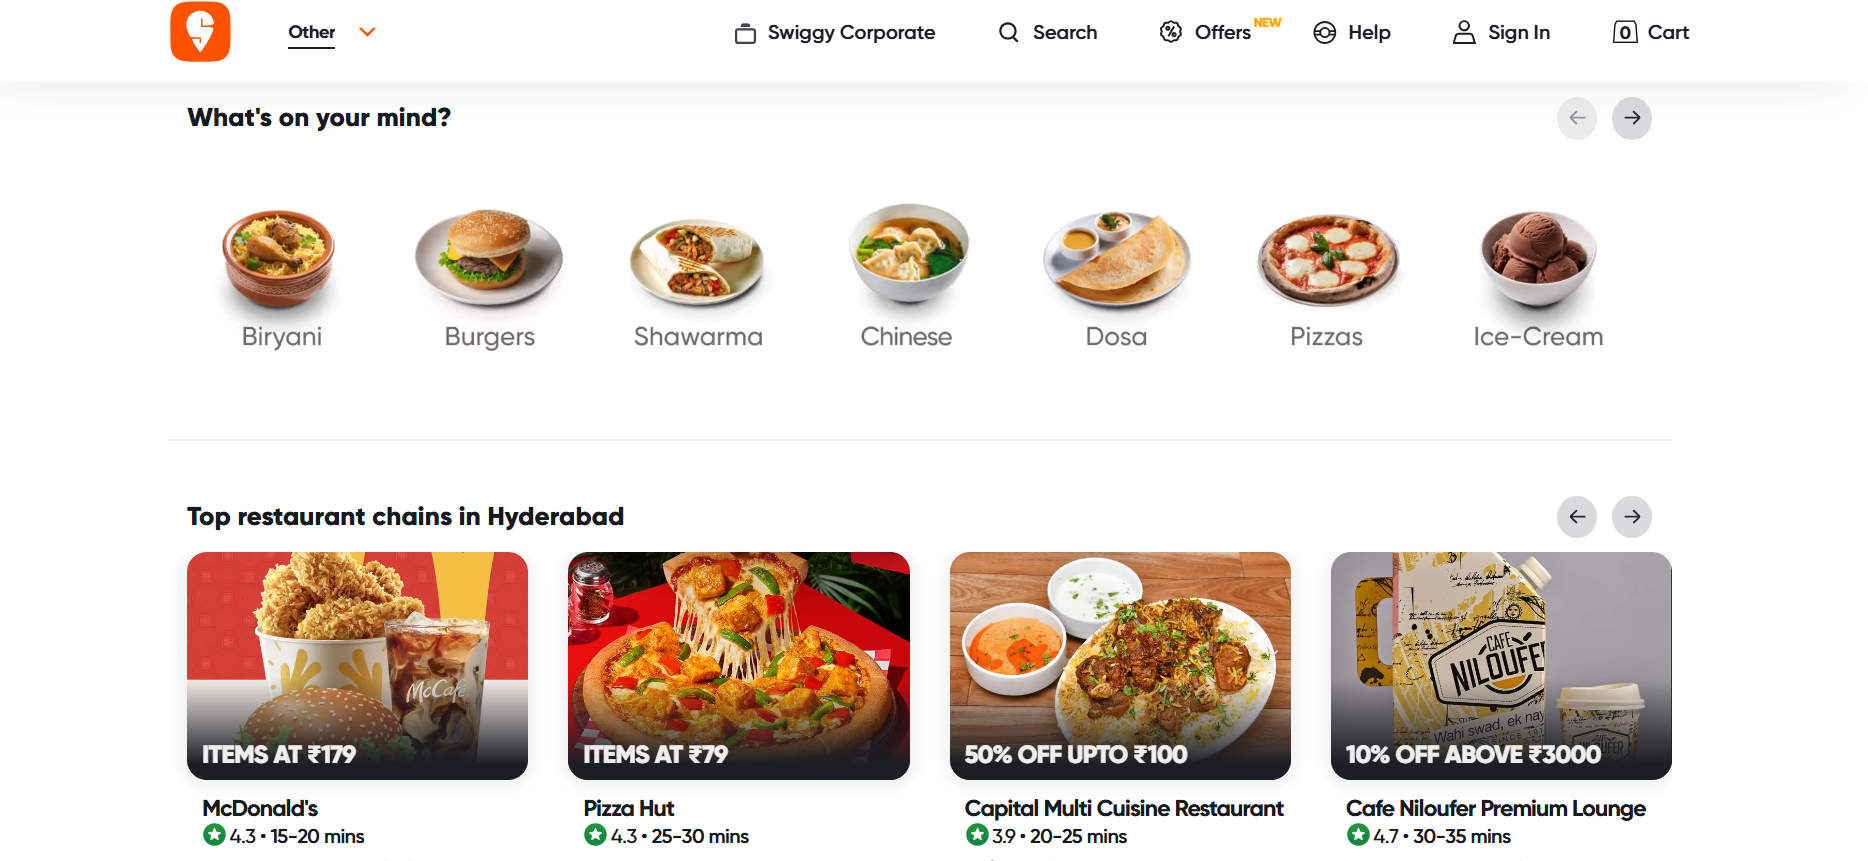 Other
Swiggy Corporate
Search
Offers
NEW
Help
Sign In
0
Cart
What's on your mind?
Biryani
Burgers
Shawarma
Chinese
Dosa
Pizzas
Ice-Cream
Top restaurant chains in Hyderabad
McCafé
ITEMS AT ₹179
ITEMS AT ₹79
50% OFF UPTO ₹100
CAFE
NILOUFE
Wahi swad, ek nay
SINCE 197
10% OFF ABOVE ₹3000
McDonald's
4.3 • 15-20 mins
Pizza Hut
4.3 • 25-30 mins
Capital Multi Cuisine Restaurant
3.9 • 20-25 mins
Cafe Niloufer Premium Lounge
4.7 • 30-35 mins